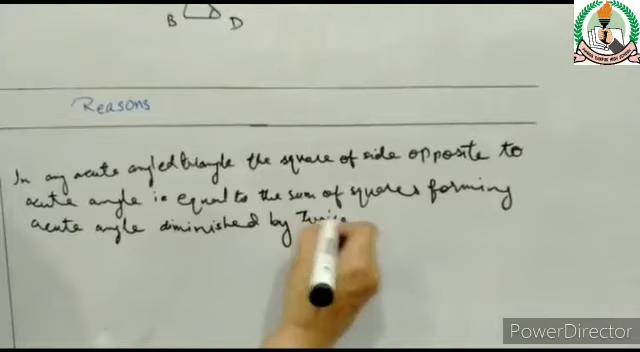 B D
Reasons
In any acute angled triangle the square of side opposite to
acute angle is equal to the sum of squares forming
acute angle diminished by Twice
PowerDirector